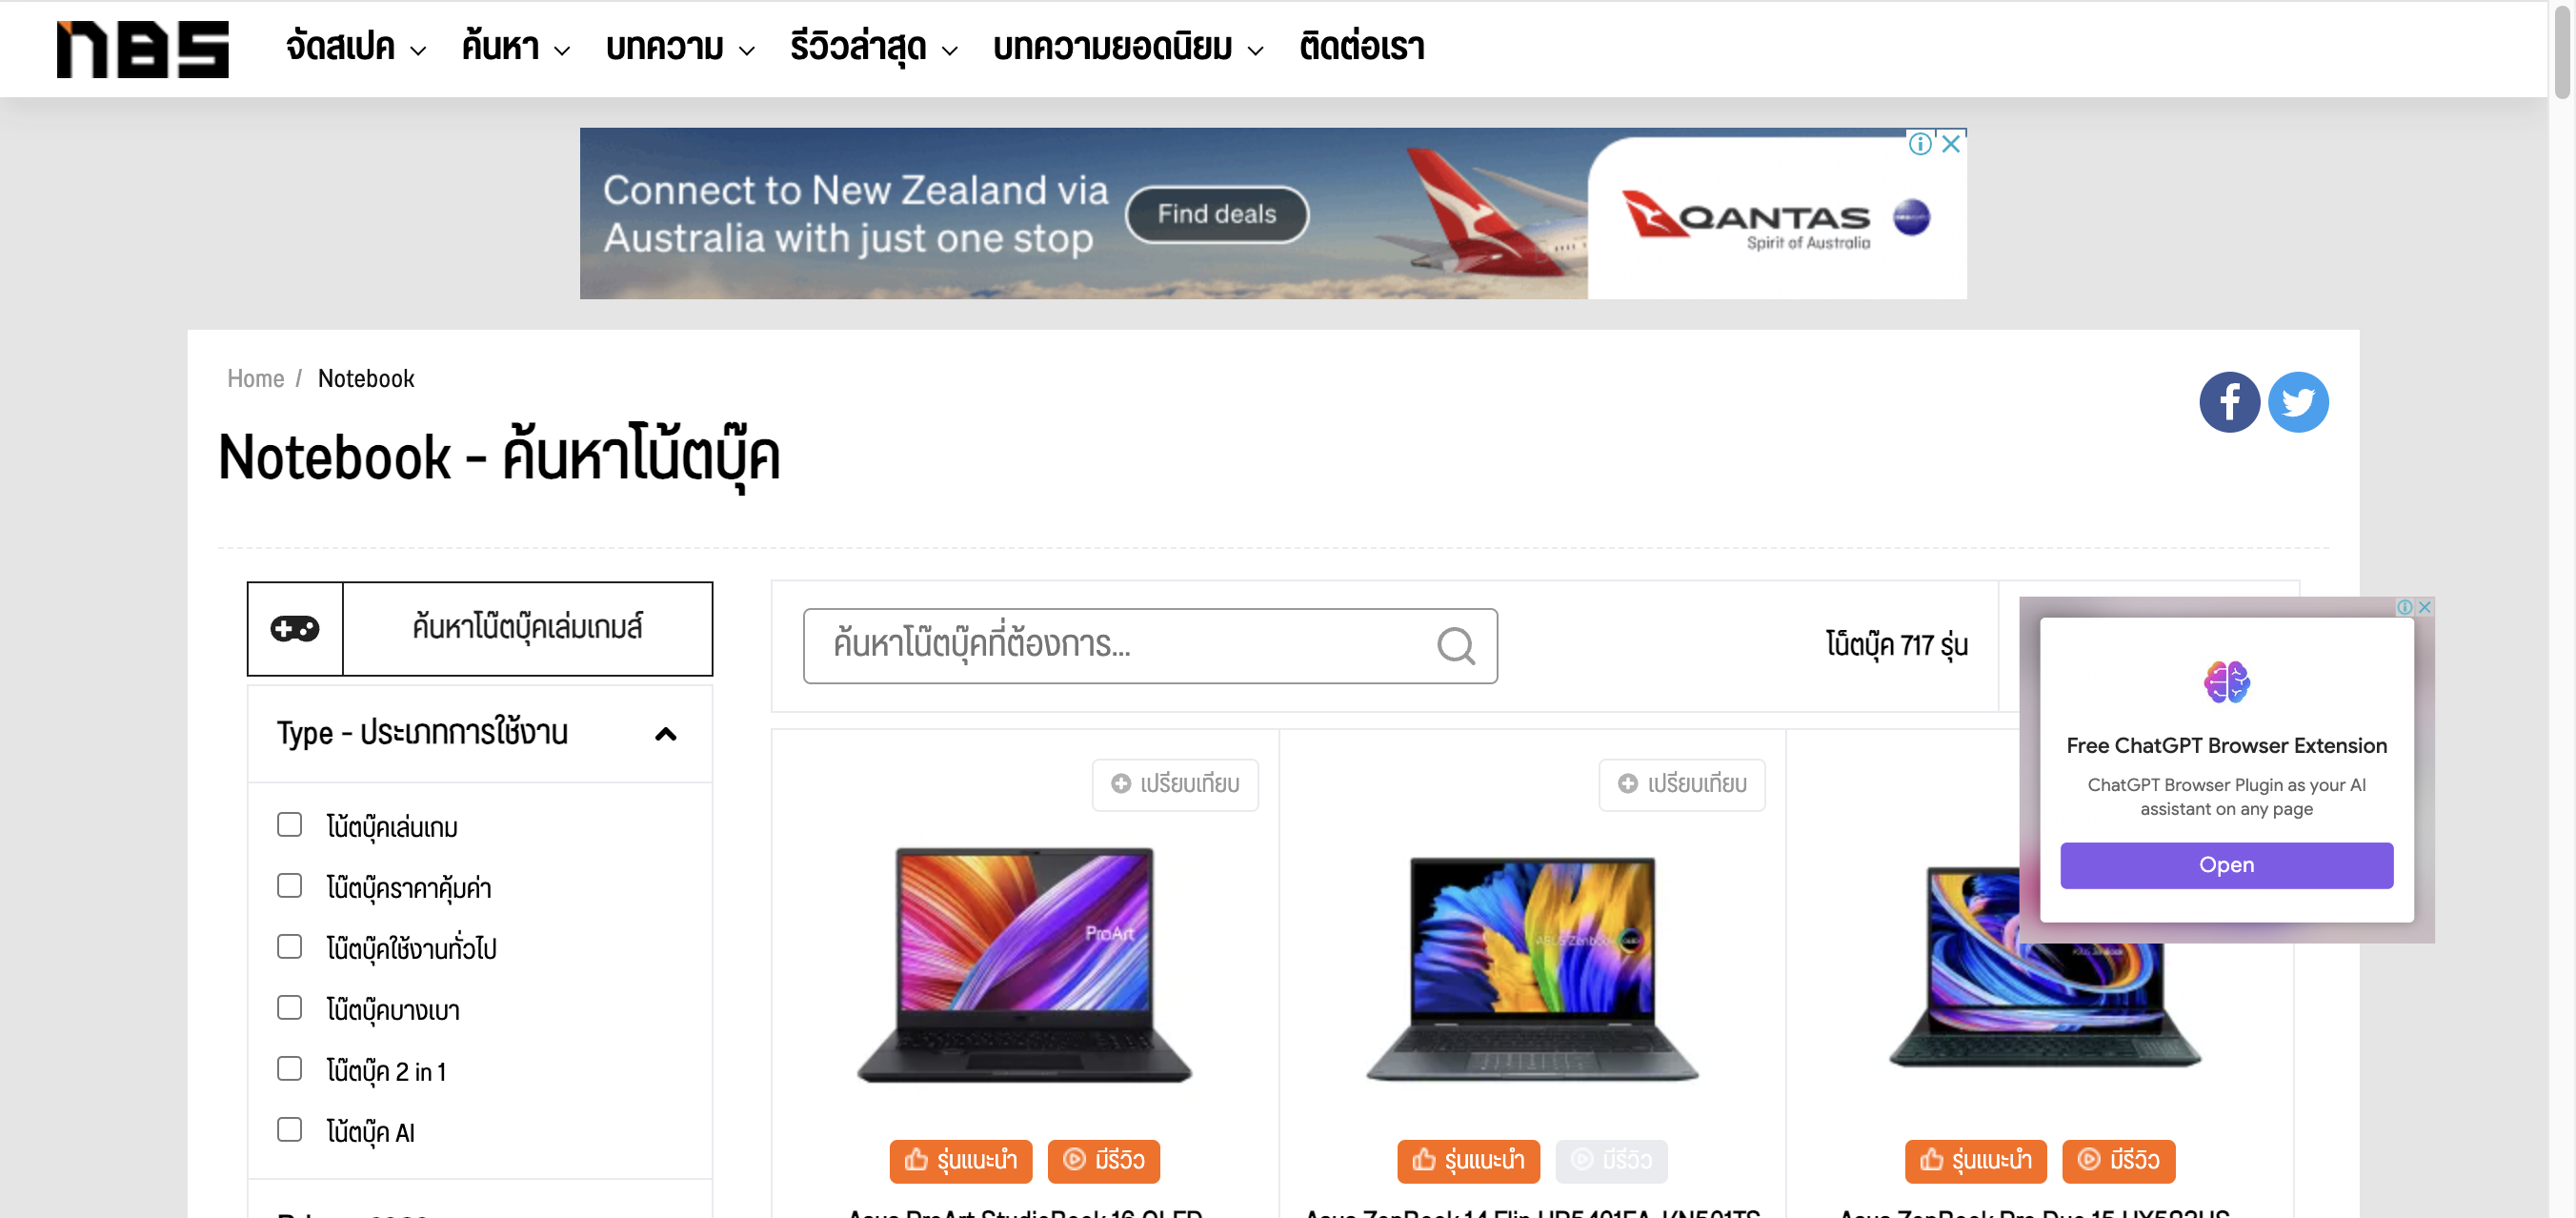 NBS
จัดสเปค
ค้นหา
บทความ
รีวิวล่าสุด
บทความยอดนิยม
ติดต่อเรา
Connect to New Zealand via
Australia with just one stop
Find deals
QANTAS
Spirit of Australia
Home / Notebook
Notebook - ค้นหาโน้ตบุ๊ค
ค้นหาโน๊ตบุ๊คเล่มเกมส์
ค้นหาโน๊ตบุ๊คที่ต้องการ...
โน็ตบุ๊ค 717 รุ่น
Type - ประเภทการใช้งาน
โน้ตบุ๊คเล่นเกม
โน๊ตบุ๊คราคาคุ้มค่า
โน๊ตบุ๊คใช้งานทั่วไป
โน๊ตบุ๊คบางเบา
โน๊ตบุ๊ค 2 in 1
โน้ตบุ๊ค AI
เปรียบเทียบ
เปรียบเทียบ
Free ChatGPT Browser Extension
ChatGPT Browser Plugin as your AI
assistant on any page
Open
ProArt
ASUS Zenbook
รุ่นแนะนำ
มีรีวิว
รุ่นแนะนำ
มีรีวิว
รุ่นแนะนำ
มีรีวิว
Asus ProArt StudioBook 16 OLED
Asus ZenBook 14 Flip UP5401EA-KN501TS
Asus ZenBook Pro Duo 15 UX582HS